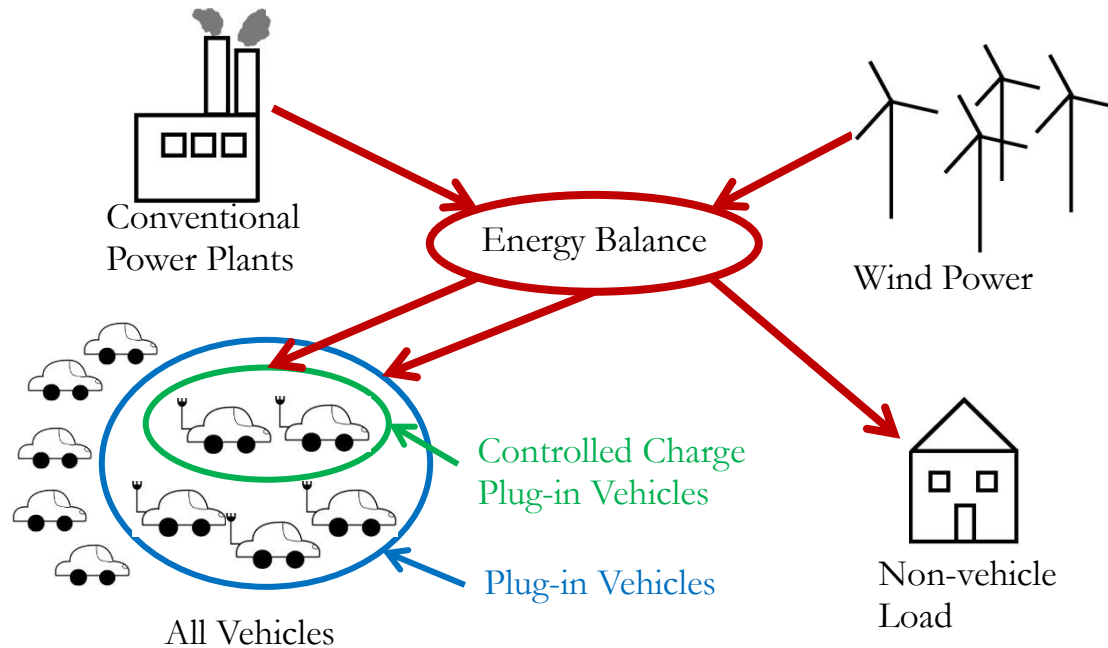 Conventional
Power Plants
Energy Balance
Wind Power
Controlled Charge
Plug-in Vehicles
Plug-in Vehicles
All Vehicles
Non-vehicle
Load